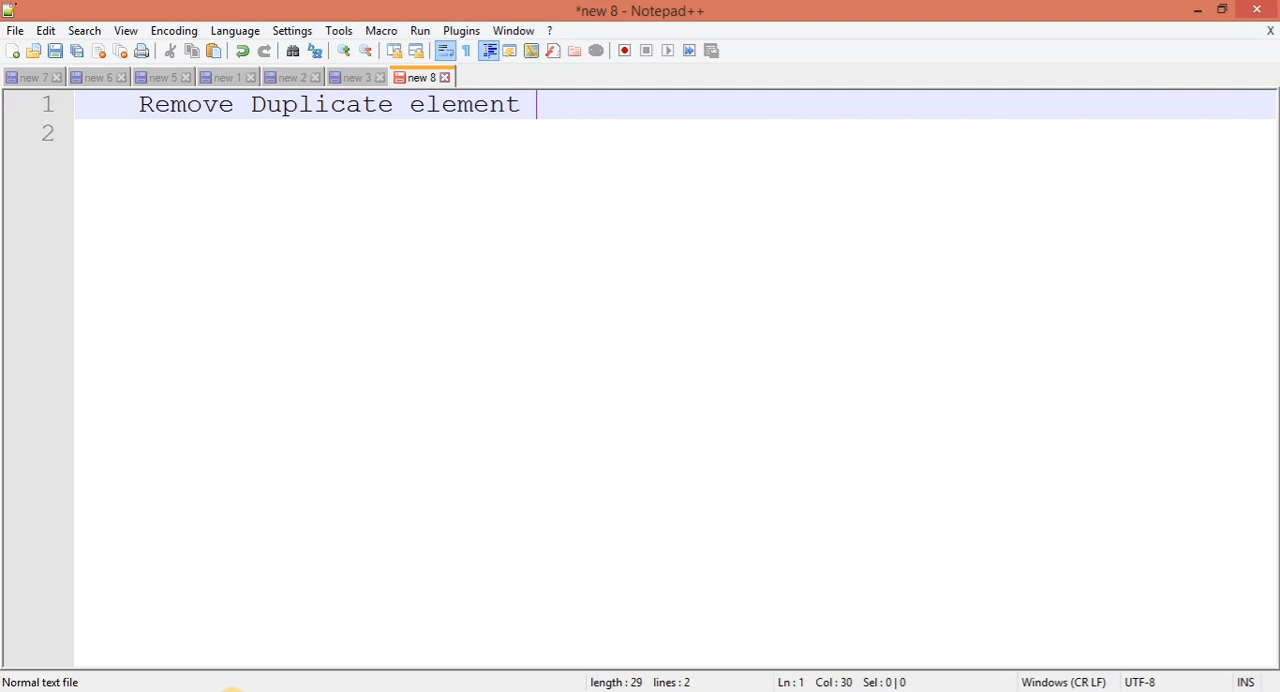 *new 8 - Notepad++
File Edit Search View Encoding Language Settings Tools Macro Run Plugins Window ? X
new 7 new 6 new 5 new 1 new 2 new 3 new 8
1 Remove Duplicate element
2
Normal text file length : 29 lines : 2 Ln : 1 Col : 30 Sel : 0 | 0 Windows (CR LF) UTF-8 INS